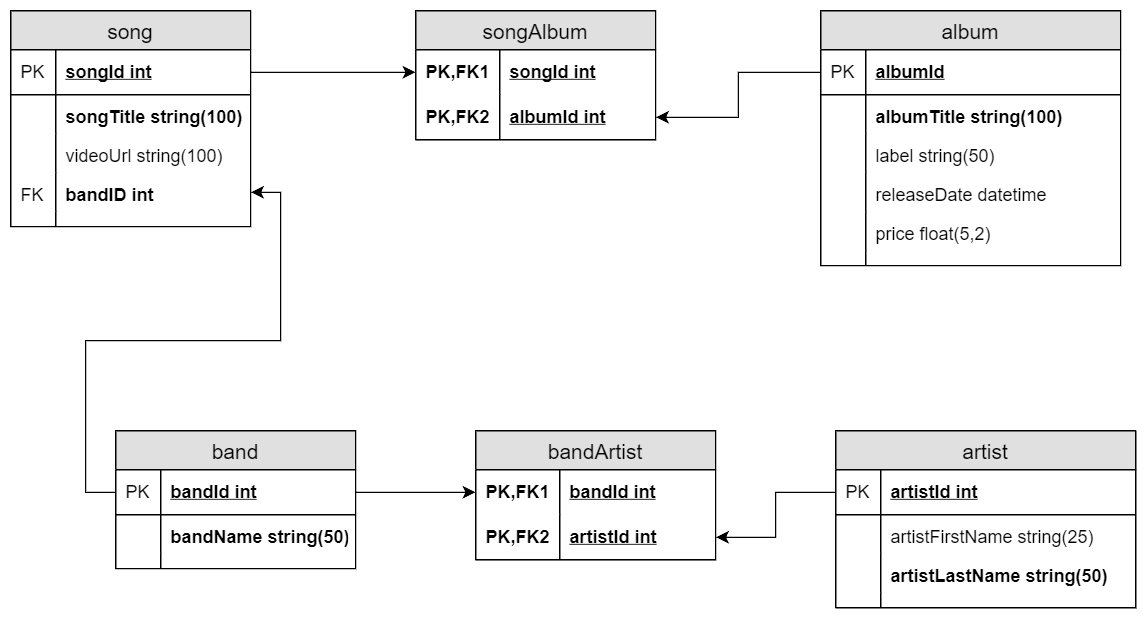 song
PK songId int
songTitle string(100)
videoUrl string(100)
FK bandID int
songAlbum
PK,FK1 songId int
PK,FK2 albumId int
album
PK albumId
albumTitle string(100)
label string(50)
releaseDate datetime
price float(5,2)
band
PK bandId int
bandName string(50)
bandArtist
PK,FK1 bandId int
PK,FK2 artistId int
artist
PK artistId int
artistFirstName string(25)
artistLastName string(50)